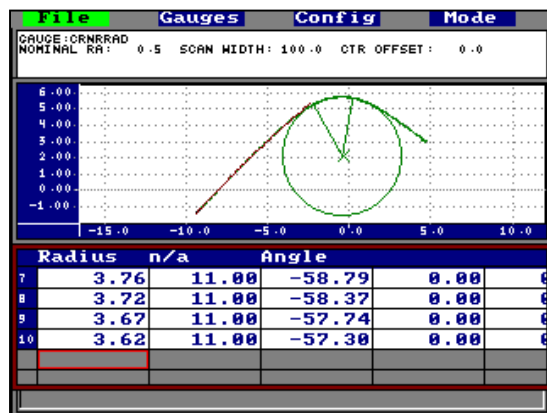 File Gauges Config Mode
GAUGE:CRNRRAD
NOMINAL RA: 0.5 SCAN WIDTH: 100.0 CTR OFFSET: 0.0
6.00
5.00
4.00
3.00
2.00
1.00
0.00
-1.00
-15.0 -10.0 -5.0 0.0 5.0 10.0
Radius n/a Angle
7 3.76 11.00 -58.79 0.00
8 3.72 11.00 -58.37 0.00
9 3.67 11.00 -57.74 0.00
10 3.62 11.00 -57.30 0.00